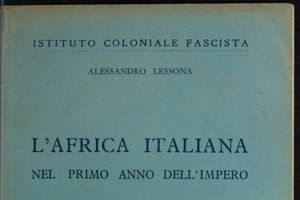 ISTITUTO COLONIALE FASCISTA
ALESSANDRO LESSONA
L'AFRICA ITALIANA
NEL PRIMO ANNO DELL'IMPERO